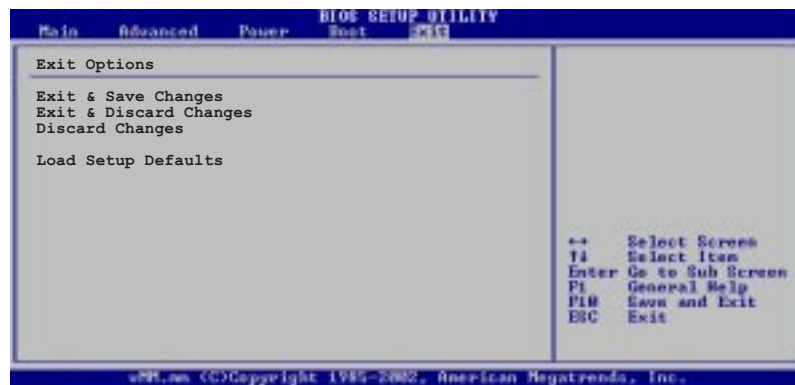 BIOS SETUP UTILITY
Main Advanced Power Boot Exit
Exit Options
Exit & Save Changes
Exit & Discard Changes
Discard Changes
Load Setup Defaults
←→ Select Screen
↑↓ Select Item
Enter Go to Sub Screen
F1 General Help
F10 Save and Exit
ESC Exit
vMM.mm (C)Copyright 1985-2002, American Megatrends, Inc.